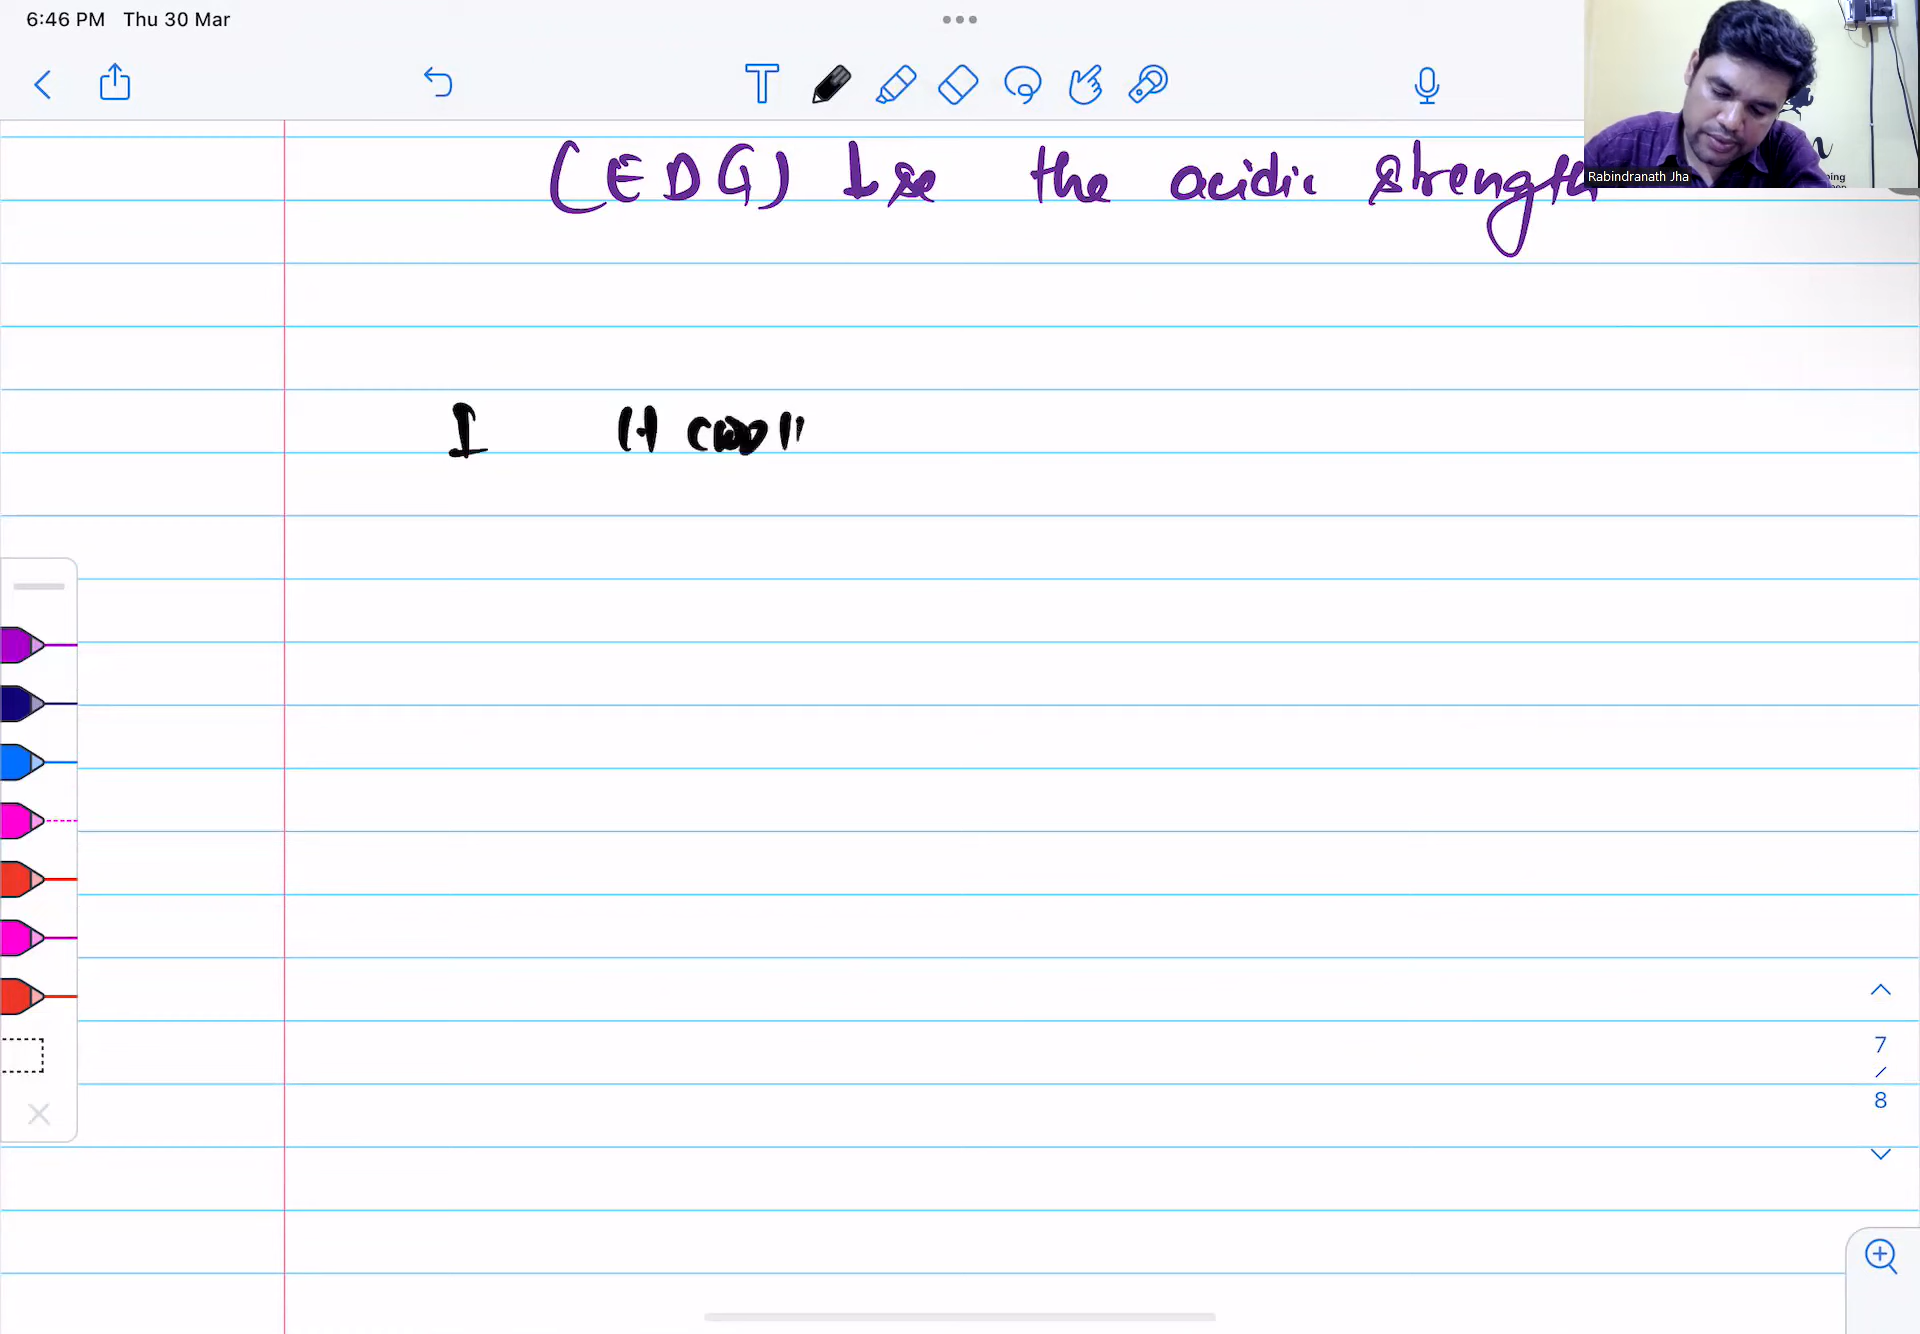 6:46 PM Thu 30 Mar
(EDG) ↓se the acidic strength
Rabindranath Jha
I HCOOH
7
/
8